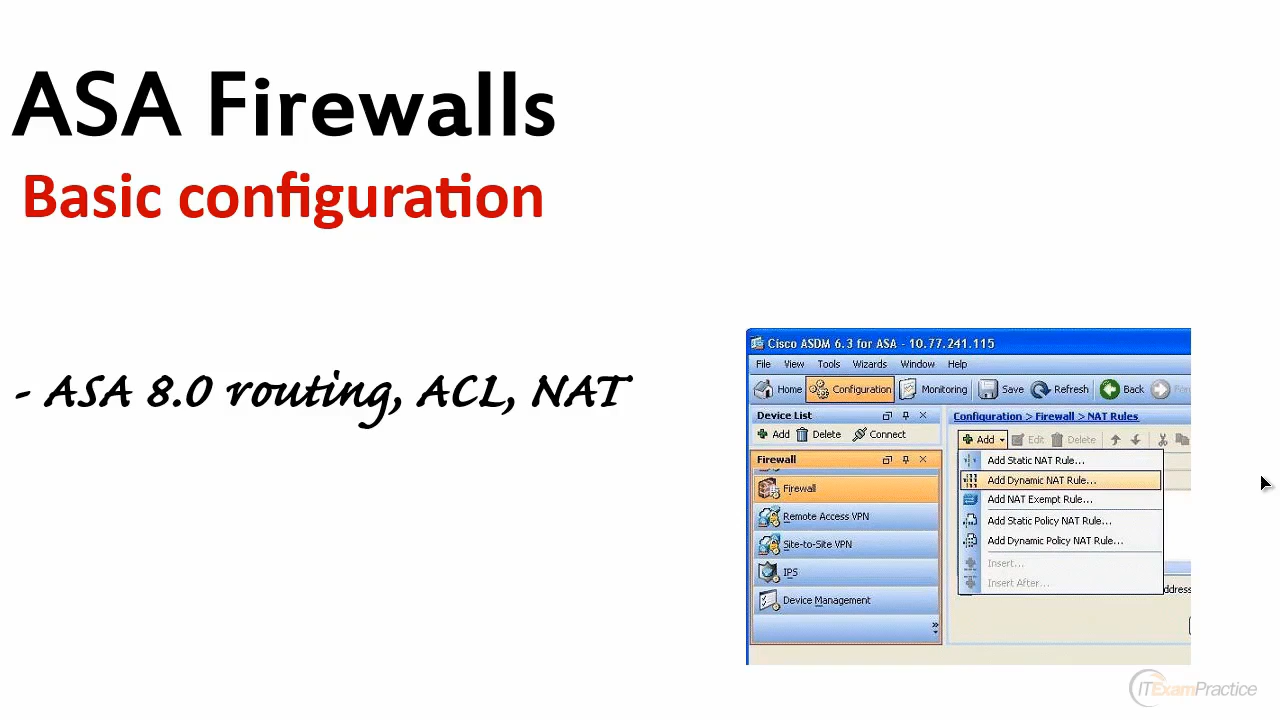 ASA Firewalls
Basic configuration
- ASA 8.0 routing, ACL, NAT
Cisco ASDM 6.3 for ASA - 10.77.241.115
File View Tools Wizards Window Help
Home Configuration Monitoring Save Refresh Back
Device List
Add Delete Connect
Firewall
Firewall
Remote Access VPN
Site-to-Site VPN
IPS
Device Management
»
Configuration > Firewall > NAT Rules
Add Edit Delete
Add Static NAT Rule...
Add Dynamic NAT Rule...
Add NAT Exempt Rule...
Add Static Policy NAT Rule...
Add Dynamic Policy NAT Rule...
Insert...
Insert After...
ddress
ITExamPractice